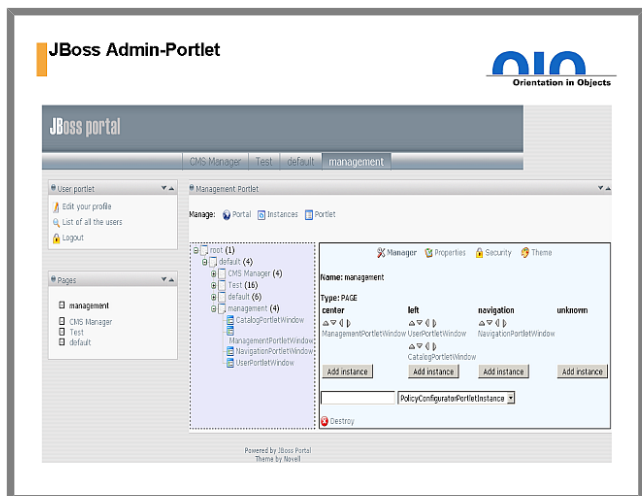 JBoss Admin-Portlet
OIO
Orientation in Objects
JBoss portal
CMS Manager Test default management
User portlet
Edit your profile
List of all the users
Logout
Pages
management
CMS Manager
Test
default
Management Portlet
Manage: Portal Instances Portlet
root (1)
default (4)
CMS Manager (4)
Test (16)
default (6)
management (4)
CatalogPortletWindow
ManagementPortletWindow
NavigationPortletWindow
UserPortletWindow
Manager Properties Security Theme
Name: management
Type: PAGE
center left navigation unknown
ManagementPortletWindow UserPortletWindow NavigationPortletWindow
CatalogPortletWindow
Add instance Add instance Add instance Add instance
PolicyConfiguratorPortletInstance
Destroy
Powered by JBoss Portal
Theme by Novell